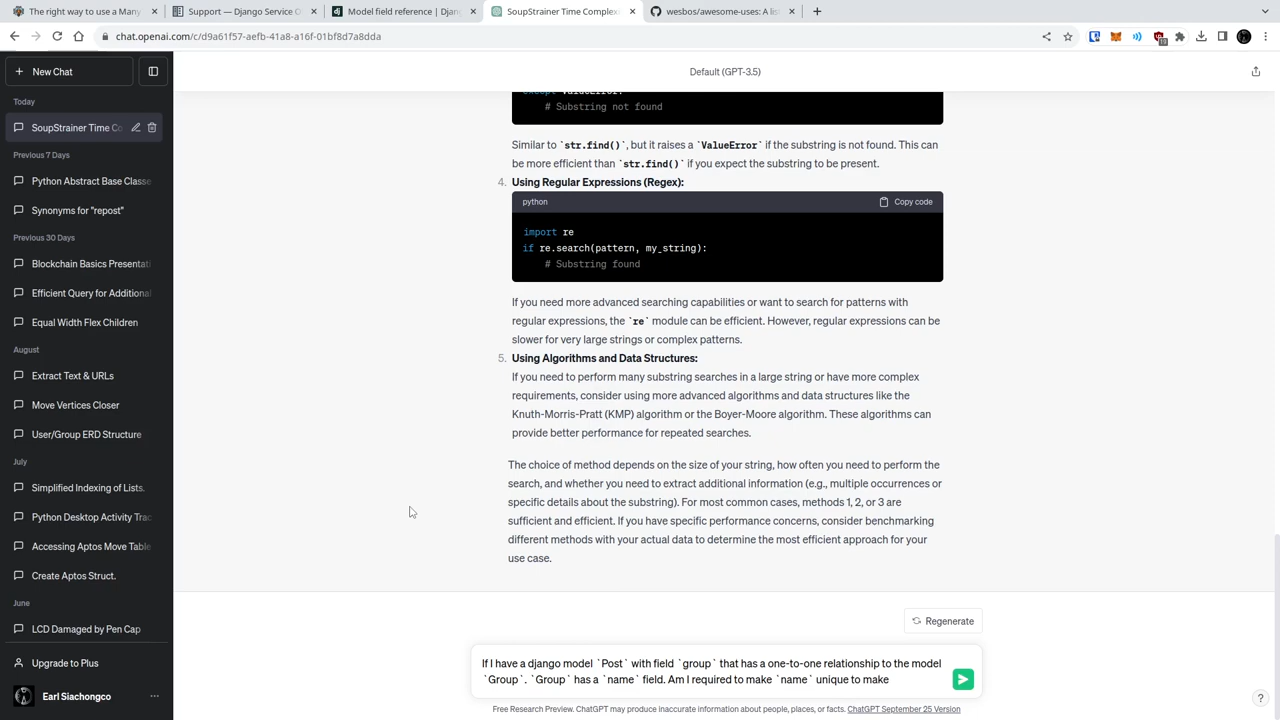 The right to use a Many
Support — Django Service O
Model field reference | Djan
SoupStrainer Time Complexi
wesbos/awesome-uses: A lis
chat.openai.com/c/d9a61f57-aefb-41a8-a16f-01bf8d7a8dda
New Chat
Today
SoupStrainer Time Co
Previous 7 Days
Python Abstract Base Classe
Synonyms for "repost"
Previous 30 Days
Blockchain Basics Presentati
Efficient Query for Additional
Equal Width Flex Children
August
Extract Text & URLs
Move Vertices Closer
User/Group ERD Structure
July
Simplified Indexing of Lists.
Python Desktop Activity Trac
Accessing Aptos Move Table
Create Aptos Struct.
June
LCD Damaged by Pen Cap
Upgrade to Plus
Earl Siachongco
Default (GPT-3.5)
except ValueError:
# Substring not found
Similar to `str.find()`, but it raises a `ValueError` if the substring is not found. This can
be more efficient than `str.find()` if you expect the substring to be present.
4. Using Regular Expressions (Regex):
python
Copy code
import re
if re.search(pattern, my_string):
# Substring found
If you need more advanced searching capabilities or want to search for patterns with
regular expressions, the `re` module can be efficient. However, regular expressions can be
slower for very large strings or complex patterns.
5. Using Algorithms and Data Structures:
If you need to perform many substring searches in a large string or have more complex
requirements, consider using more advanced algorithms and data structures like the
Knuth-Morris-Pratt (KMP) algorithm or the Boyer-Moore algorithm. These algorithms can
provide better performance for repeated searches.
The choice of method depends on the size of your string, how often you need to perform the
search, and whether you need to extract additional information (e.g., multiple occurrences or
specific details about the substring). For most common cases, methods 1, 2, or 3 are
sufficient and efficient. If you have specific performance concerns, consider benchmarking
different methods with your actual data to determine the most efficient approach for your
use case.
Regenerate
If I have a django model `Post` with field `group` that has a one-to-one relationship to the model
`Group`. `Group` has a `name` field. Am I required to make `name` unique to make
Free Research Preview. ChatGPT may produce inaccurate information about people, places, or facts. ChatGPT September 25 Version
?